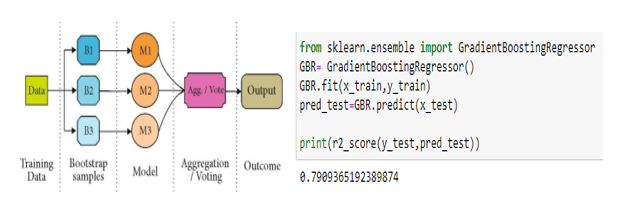 Data
B1
B2
B3
M1
M2
M3
Agg. / Vote
Output
Training
Data
Bootstrap
samples
Model
Aggregation
/ Voting
Outcome
from sklearn.ensemble import GradientBoostingRegressor
GBR= GradientBoostingRegressor()
GBR.fit(x_train,y_train)
pred_test=GBR.predict(x_test)
print(r2_score(y_test,pred_test))
0.7909365192389874